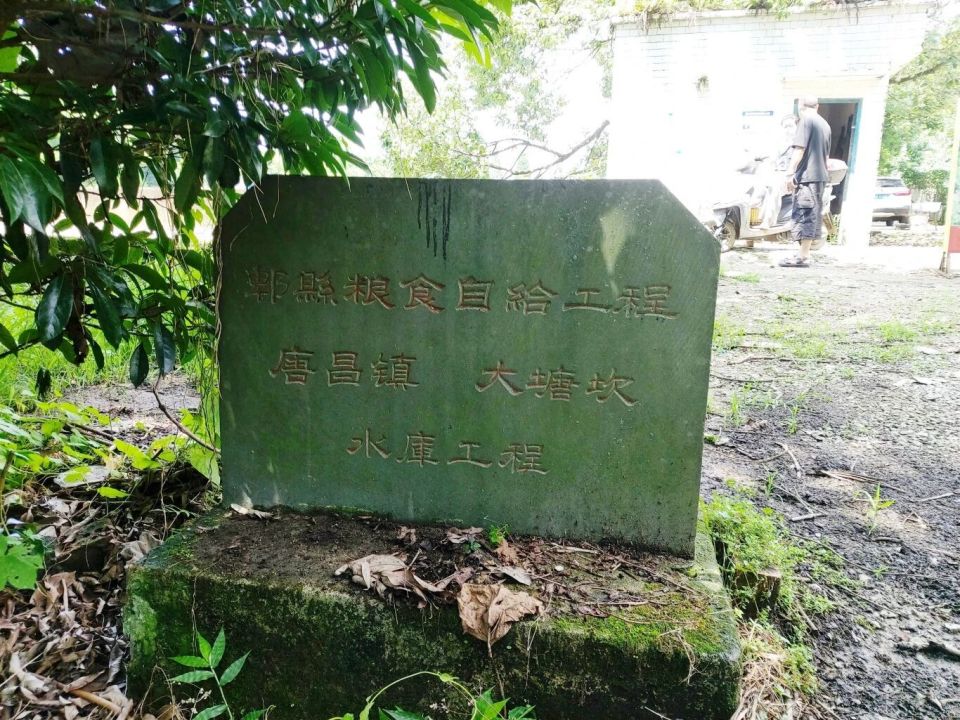 郫縣粮食自給工程
唐昌镇 大塘坎
水庫工程